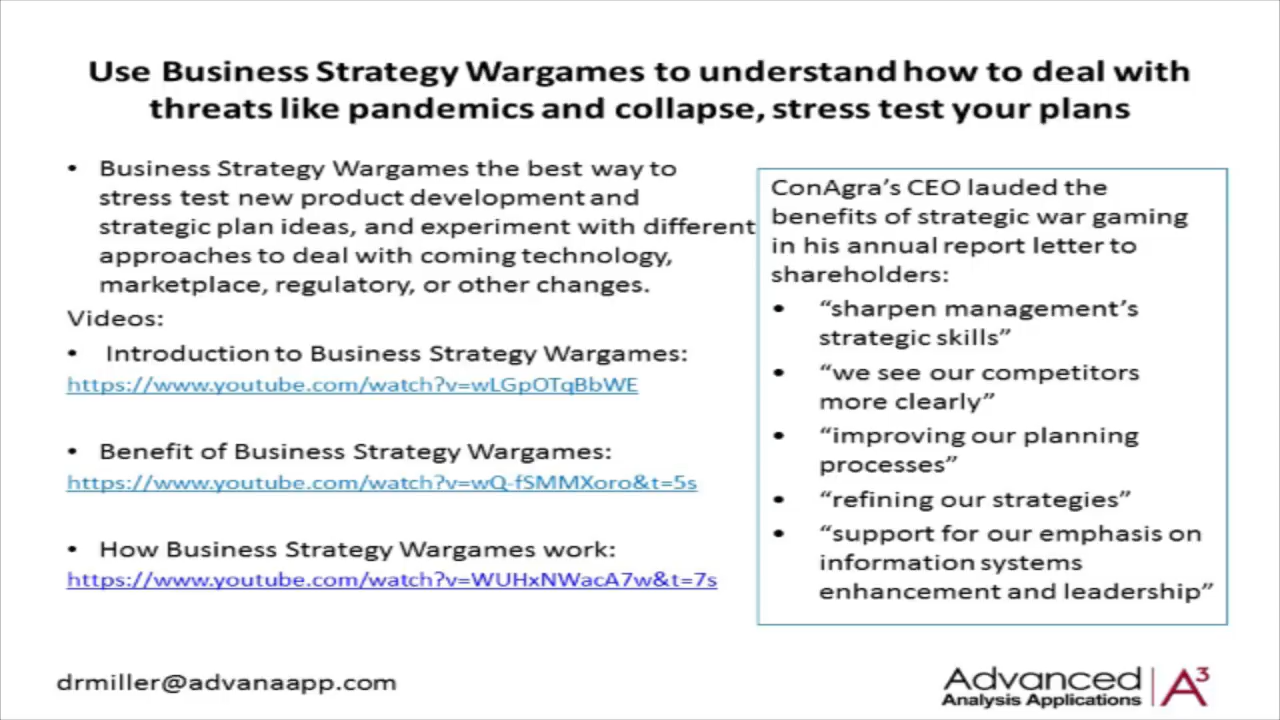 Use Business Strategy Wargames to understand how to deal with
threats like pandemics and collapse, stress test your plans
• Business Strategy Wargames the best way to
stress test new product development and
strategic plan ideas, and experiment with different
approaches to deal with coming technology,
marketplace, regulatory, or other changes.
Videos:
• Introduction to Business Strategy Wargames:
https://www.youtube.com/watch?v=wLGpOTqBbWE
• Benefit of Business Strategy Wargames:
https://www.youtube.com/watch?v=wQ-fSMMXoro&t=5s
• How Business Strategy Wargames work:
https://www.youtube.com/watch?v=WUHxNWacA7w&t=7s
ConAgra’s CEO lauded the
benefits of strategic war gaming
in his annual report letter to
shareholders:
• “sharpen management’s
strategic skills”
• “we see our competitors
more clearly”
• “improving our planning
processes”
• “refining our strategies”
• “support for our emphasis on
information systems
enhancement and leadership”
drmiller@advanaapp.com
Advanced
Analysis Applications
A³